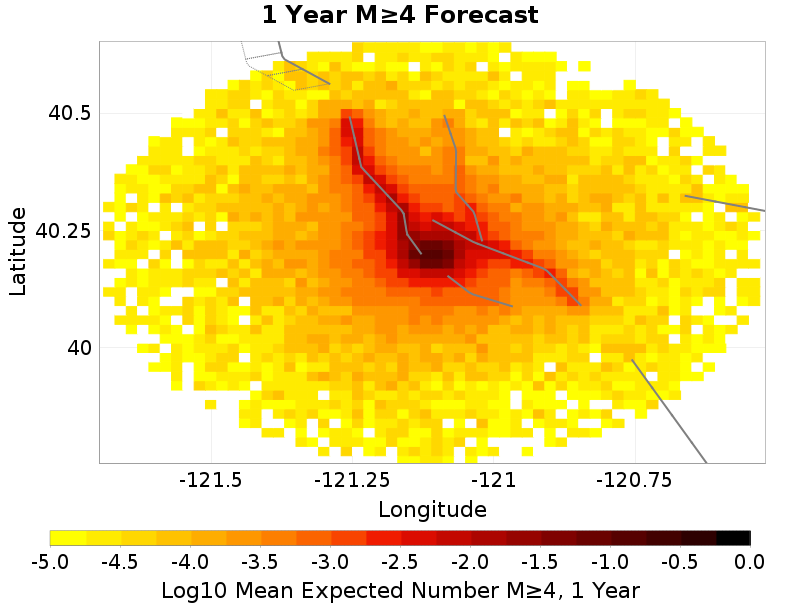 1 Year M≥4 Forecast
Latitude
40.5
40.25
40
-121.5 -121.25 -121 -120.75
Longitude
-5.0 -4.5 -4.0 -3.5 -3.0 -2.5 -2.0 -1.5 -1.0 -0.5 0.0
Log10 Mean Expected Number M≥4, 1 Year